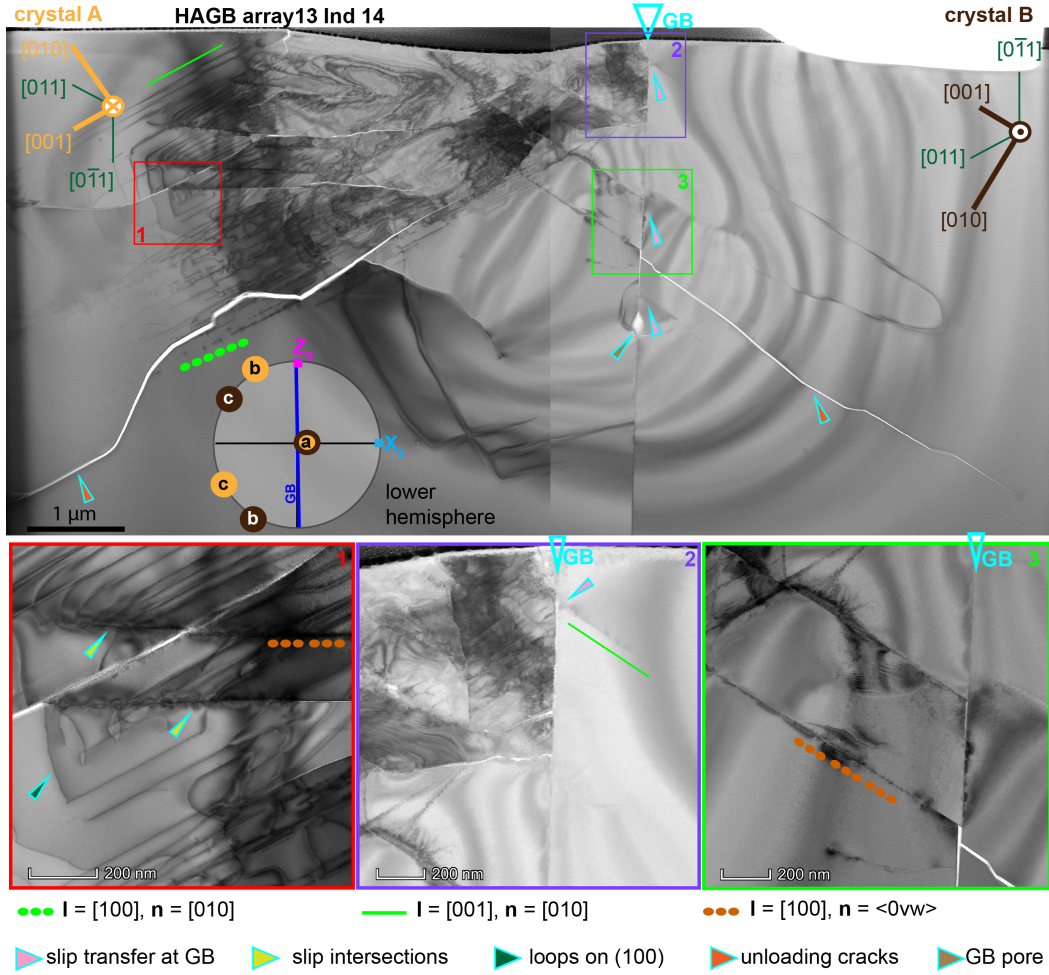 crystal A
HAGB array13 Ind 14
GB
crystal B
[010]
[011]
[001]
[01̅1]
2
[01̅1]
[001]
[011]
[010]
1
3
b
c
a
c
b
GB
lower
hemisphere
1 µm
1
200 nm
GB
2
200 nm
GB
3
200 nm
l = [100], n = [010]
l = [001], n = [010]
l = [100], n = <0vw>
slip transfer at GB
slip intersections
loops on (100)
unloading cracks
GB pore